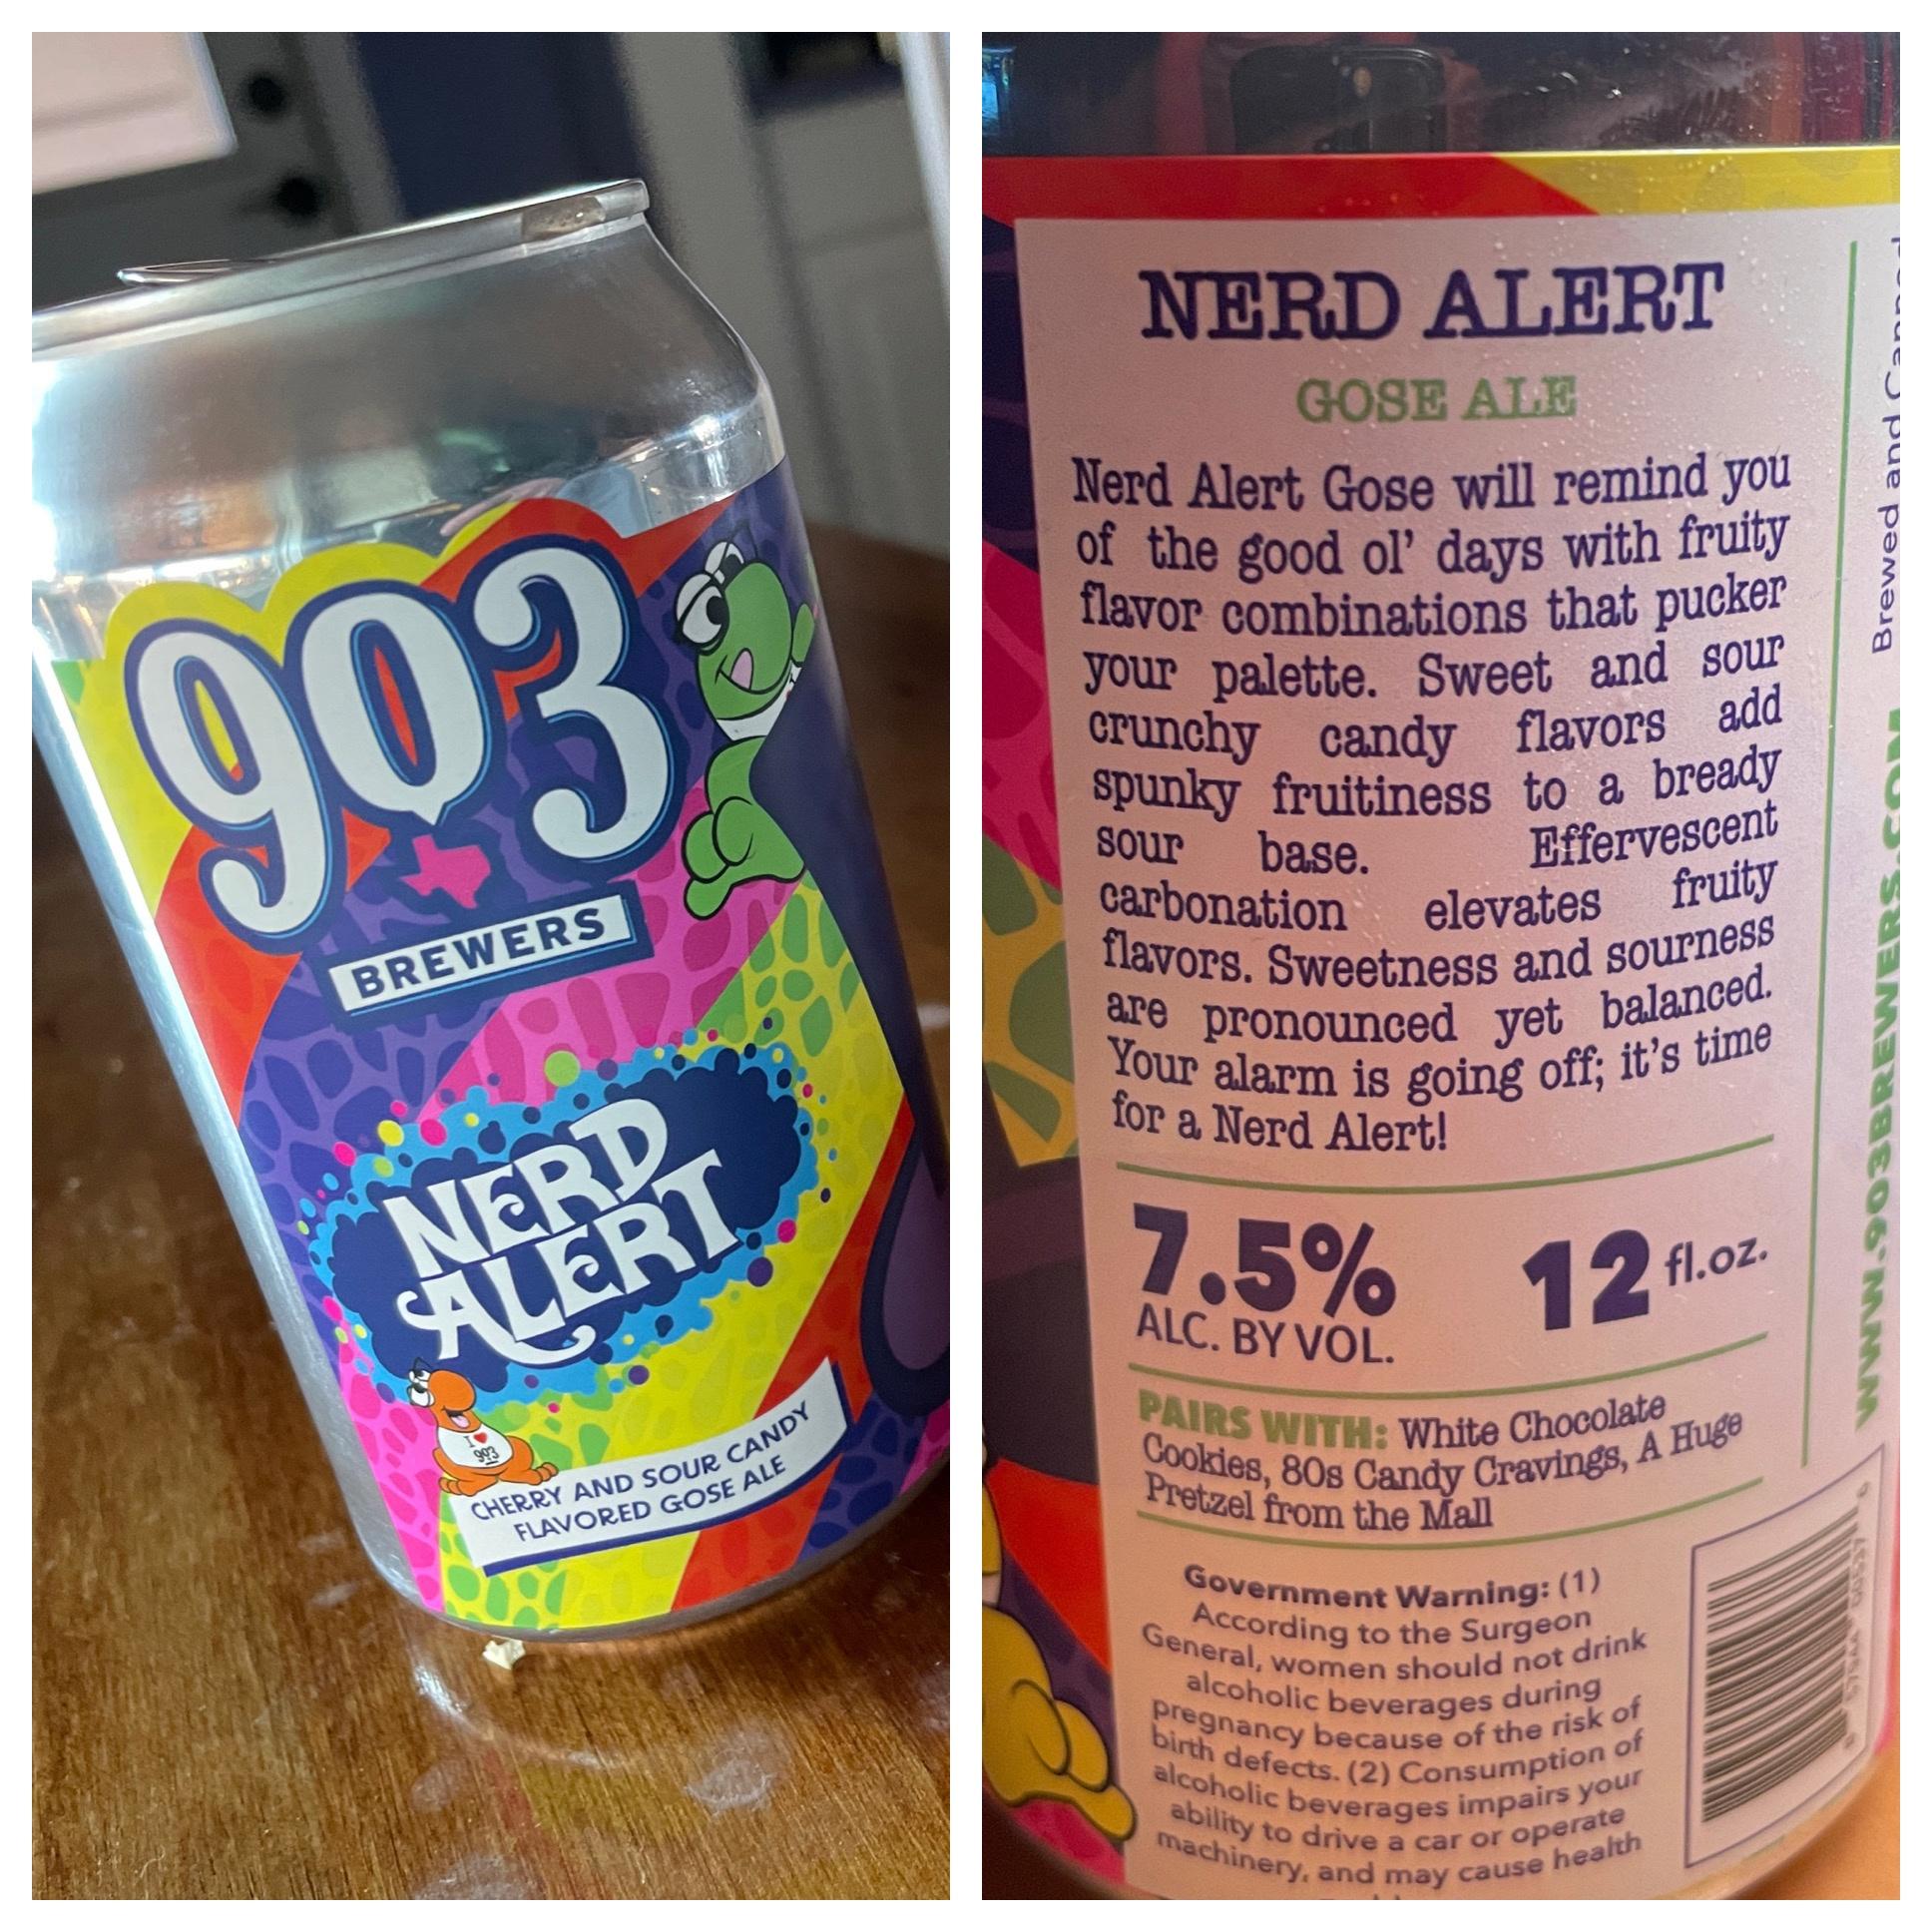 903
BREWERS
NERD
ALERT
I ♥
903
CHERRY AND SOUR CANDY
FLAVORED GOSE ALE
NERD ALERT
GOSE ALE
Nerd Alert Gose will remind you
of the good ol' days with fruity
flavor combinations that pucker
your palette. Sweet and sour
crunchy candy flavors add
spunky fruitiness to a bready
sour base. Effervescent
carbonation elevates fruity
flavors. Sweetness and sourness
are pronounced yet balanced.
Your alarm is going off; it's time
for a Nerd Alert!
7.5%
ALC. BY VOL.
12 fl.oz.
PAIRS WITH: White Chocolate
Cookies, 80s Candy Cravings, A Huge
Pretzel from the Mall
Government Warning: (1)
According to the Surgeon
General, women should not drink
alcoholic beverages during
pregnancy because of the risk of
birth defects. (2) Consumption of
alcoholic beverages impairs your
ability to drive a car or operate
machinery, and may cause health
Brewed and Canned
WWW.903BREWERS.COM